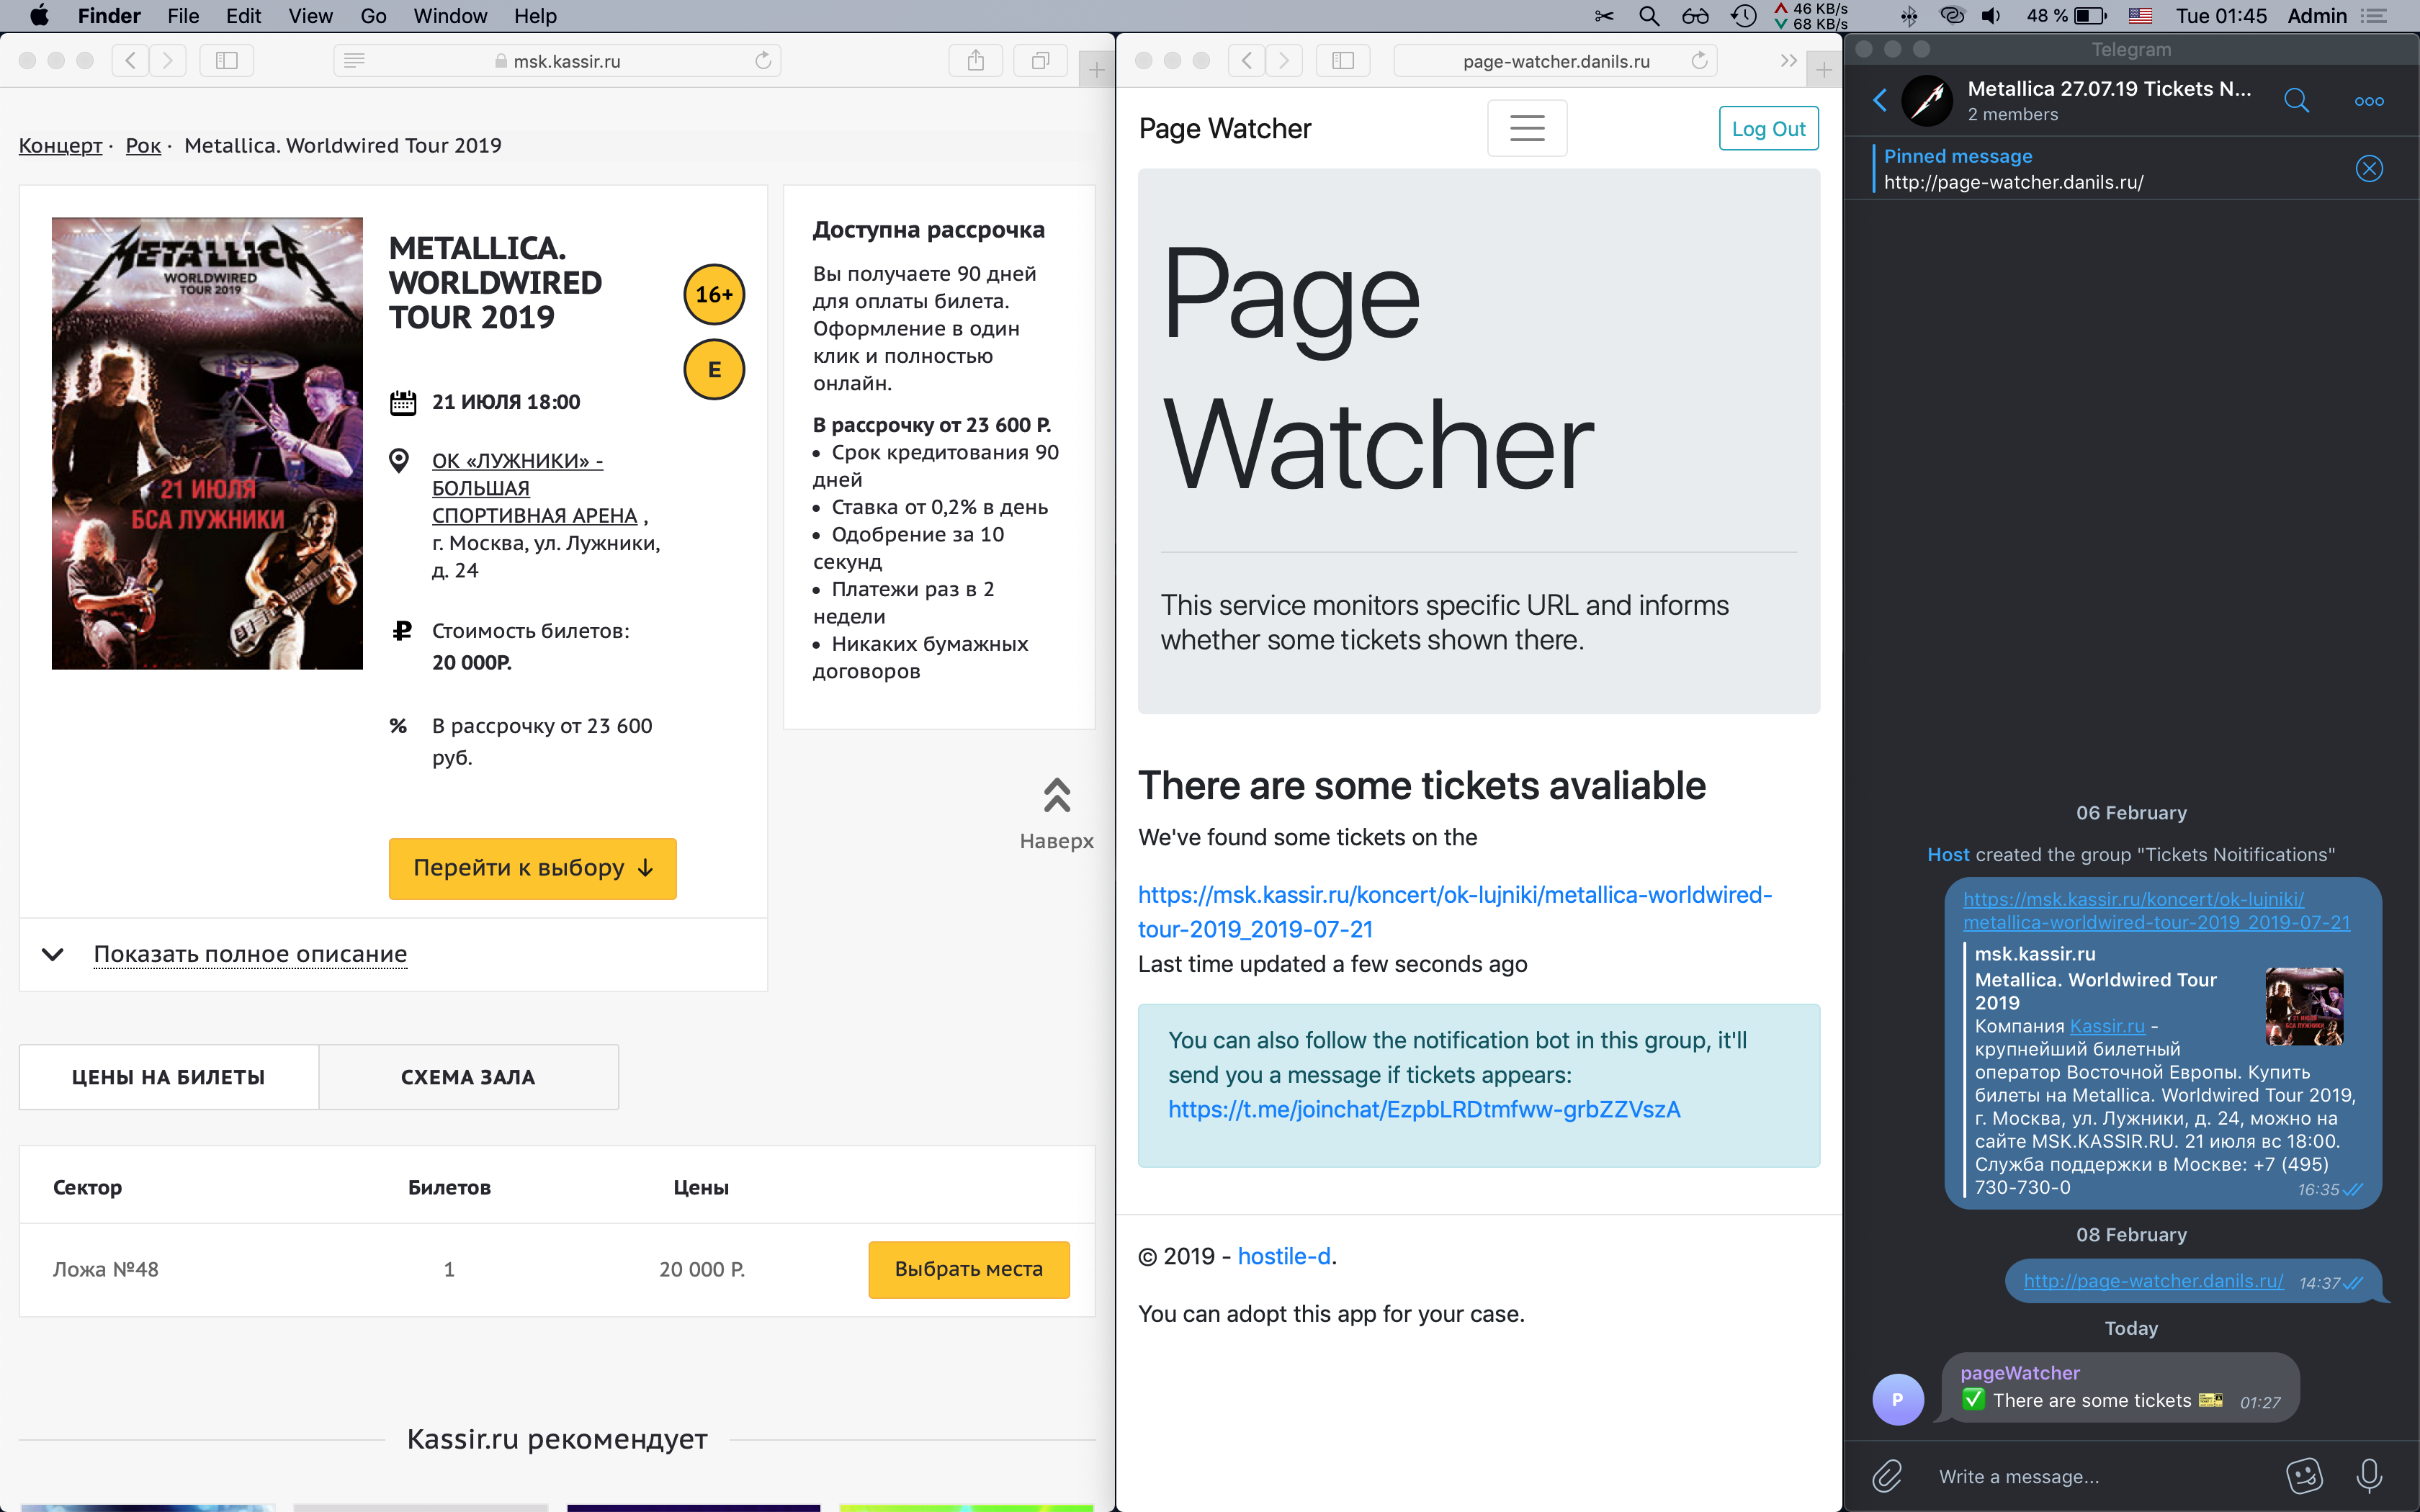 Finder File Edit View Go Window Help
46 KB/s
68 KB/s
48 %
Tue 01:45 Admin
msk.kassir.ru
Концерт · Рок · Metallica. Worldwired Tour 2019
METALLICA
WORLDWIRED
TOUR 2019
21 ИЮЛЯ
БСА ЛУЖНИКИ
METALLICA.
WORLDWIRED
TOUR 2019
16+
E
21 ИЮЛЯ 18:00
ОК «ЛУЖНИКИ» -
БОЛЬШАЯ
СПОРТИВНАЯ АРЕНА ,
г. Москва, ул. Лужники,
д. 24
₽ Стоимость билетов:
20 000Р.
% В рассрочку от 23 600
руб.
Перейти к выбору ↓
Показать полное описание
Доступна рассрочка
Вы получаете 90 дней
для оплаты билета.
Оформление в один
клик и полностью
онлайн.
В рассрочку от 23 600 Р.
• Срок кредитования 90
дней
• Ставка от 0,2% в день
• Одобрение за 10
секунд
• Платежи раз в 2
недели
• Никаких бумажных
договоров
Наверх
ЦЕНЫ НА БИЛЕТЫ СХЕМА ЗАЛА
Сектор Билетов Цены
Ложа №48 1 20 000 Р. Выбрать места
Kassir.ru рекомендует
page-watcher.danils.ru
Page Watcher
Log Out
Page
Watcher
This service monitors specific URL and informs
whether some tickets shown there.
There are some tickets avaliable
We've found some tickets on the
https://msk.kassir.ru/koncert/ok-lujniki/metallica-worldwired-
tour-2019_2019-07-21
Last time updated a few seconds ago
You can also follow the notification bot in this group, it'll
send you a message if tickets appears:
https://t.me/joinchat/EzpbLRDtmfww-grbZZVszA
© 2019 - hostile-d.
You can adopt this app for your case.
Telegram
Metallica 27.07.19 Tickets N...
2 members
Pinned message
http://page-watcher.danils.ru/
06 February
Host created the group "Tickets Noitifications"
https://msk.kassir.ru/koncert/ok-lujniki/
metallica-worldwired-tour-2019_2019-07-21
msk.kassir.ru
Metallica. Worldwired Tour
2019
Компания Kassir.ru -
крупнейший билетный
оператор Восточной Европы. Купить
билеты на Metallica. Worldwired Tour 2019,
г. Москва, ул. Лужники, д. 24, можно на
сайте MSK.KASSIR.RU. 21 июля вс 18:00.
Служба поддержки в Москве: +7 (495)
730-730-0
16:35
21 ИЮЛЯ
БСА ЛУЖНИКИ
08 February
http://page-watcher.danils.ru/ 14:37
Today
P
pageWatcher
✅ There are some tickets 🎫 01:27
Write a message...